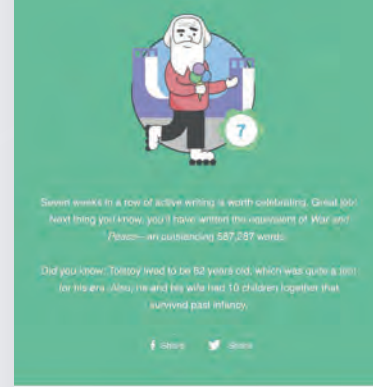 7
Seven weeks in a row of active writing is worth celebrating. Great job!
Next thing you know, you'll have written the equivalent of War and
Peace—an outstanding 587,287 words.
Did you know: Tolstoy lived to be 82 years old, which was quite a
for his era. Also, he and his wife had 10 children together that
survived past infancy.
Share Share